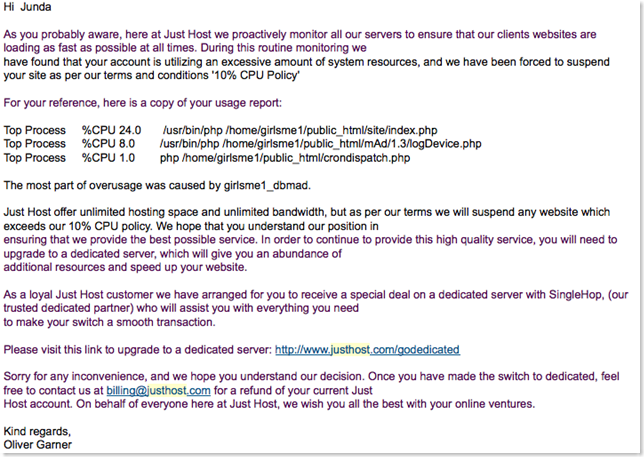 Hi  Junda
As you probably aware, here at Just Host we proactively monitor all our servers to ensure that our clients websites are
loading as fast as possible at all times. During this routine monitoring we
have found that your account is utilizing an excessive amount of system resources, and we have been forced to suspend
your site as per our terms and conditions '10% CPU Policy'
For your reference, here is a copy of your usage report:
Top Process    %CPU 24.0      /usr/bin/php /home/girlsme1/public_html/site/index.php
Top Process    %CPU 8.0      /usr/bin/php /home/girlsme1/public_html/mAd/1.3/logDevice.php
Top Process    %CPU 1.0      php /home/girlsme1/public_html/crondispatch.php
The most part of overusage was caused by girlsme1_dbmad.
Just Host offer unlimited hosting space and unlimited bandwidth, but as per our terms we will suspend any website which
exceeds our 10% CPU policy. We hope that you understand our position in
ensuring that we provide the best possible service. In order to continue to provide this high quality service, you will need to
upgrade to a dedicated server, which will give you an abundance of
additional resources and speed up your website.
As a loyal Just Host customer we have arranged for you to receive a special deal on a dedicated server with SingleHop, (our
trusted dedicated partner) who will assist you with everything you need
to make your switch a smooth transaction.
Please visit this link to upgrade to a dedicated server: http://www.justhost.com/godedicated
Sorry for any inconvenience, and we hope you understand our decision. Once you have made the switch to dedicated, feel
free to contact us at billing@justhost.com for a refund of your current Just
Host account. On behalf of everyone here at Just Host, we wish you all the best with your online ventures.
Kind regards,
Oliver Garner